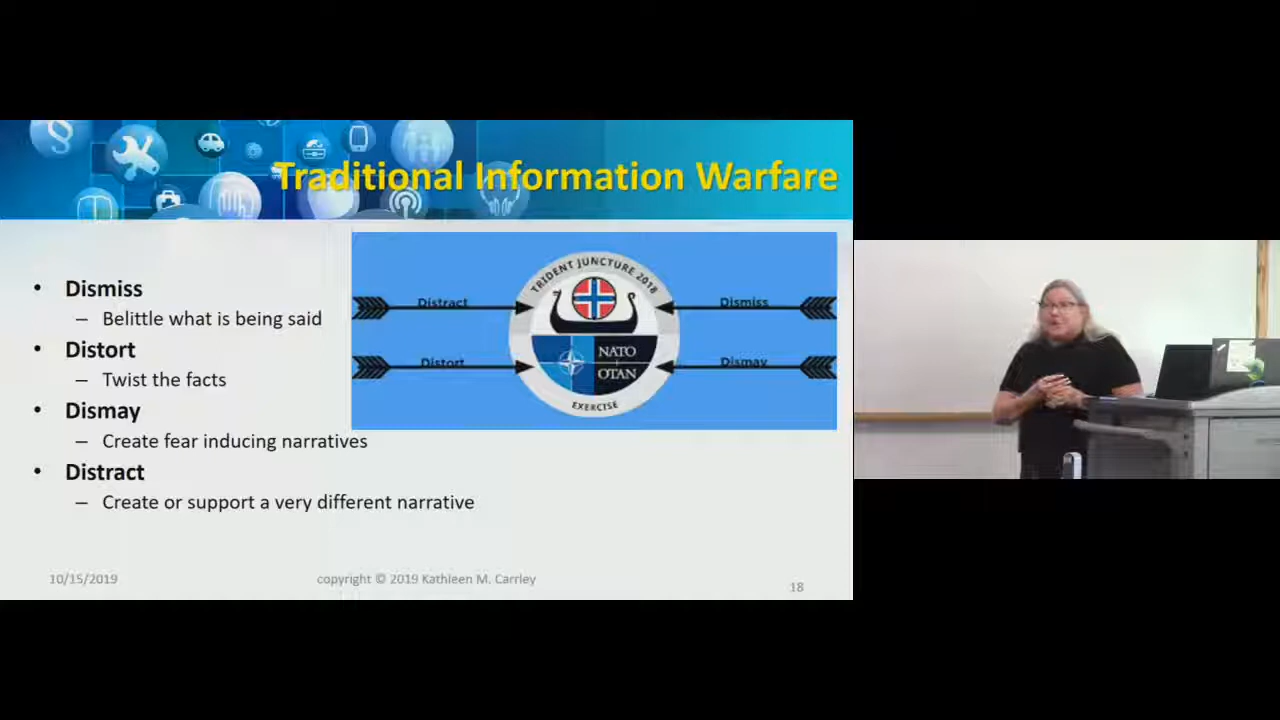 Traditional Information Warfare
• Dismiss
– Belittle what is being said
• Distort
– Twist the facts
• Dismay
– Create fear inducing narratives
• Distract
– Create or support a very different narrative
TRIDENT JUNCTURE 2018
Distract
Dismiss
Distort
Dismay
NATO
OTAN
EXERCISE
10/15/2019
copyright © 2019 Kathleen M. Carrley
18